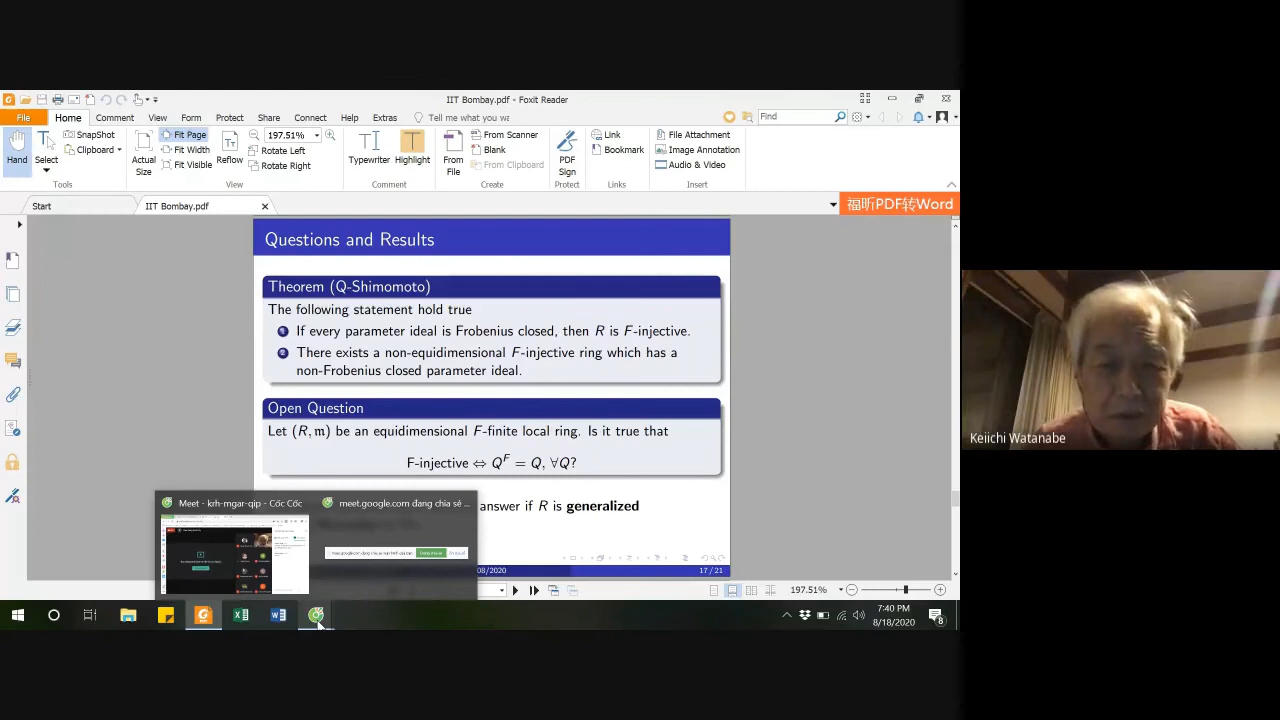 IIT Bombay.pdf - Foxit Reader
File Home Comment View Form Protect Share Connect Help Extras Tell me what you we Find
Hand
Select
SnapShot
Clipboard
Tools
Actual Size
Fit Page
Fit Width
Fit Visible
Reflow
197.51%
Rotate Left
Rotate Right
View
Typewriter
Highlight
Comment
From File
From Scanner
Blank
From Clipboard
Create
PDF Sign
Protect
Link
Bookmark
Links
File Attachment
Image Annotation
Audio & Video
Insert
Start IIT Bombay.pdf 福昕PDF转Word
Questions and Results
Theorem (Q-Shimomoto)
The following statement hold true
1 If every parameter ideal is Frobenius closed, then R is F-injective.
2 There exists a non-equidimensional F-injective ring which has a
non-Frobenius closed parameter ideal.
Open Question
Let (R, 𝔪) be an equidimensional F-finite local ring. Is it true that
F-injective ⇔ Q^F = Q, ∀Q?
answer if R is generalized
Meet - krh-mgar-qip - Cốc Cốc meet.google.com đang chia sẻ ...
08/2020 17 / 21
197.51%
7:40 PM
8/18/2020
8
Keiichi Watanabe